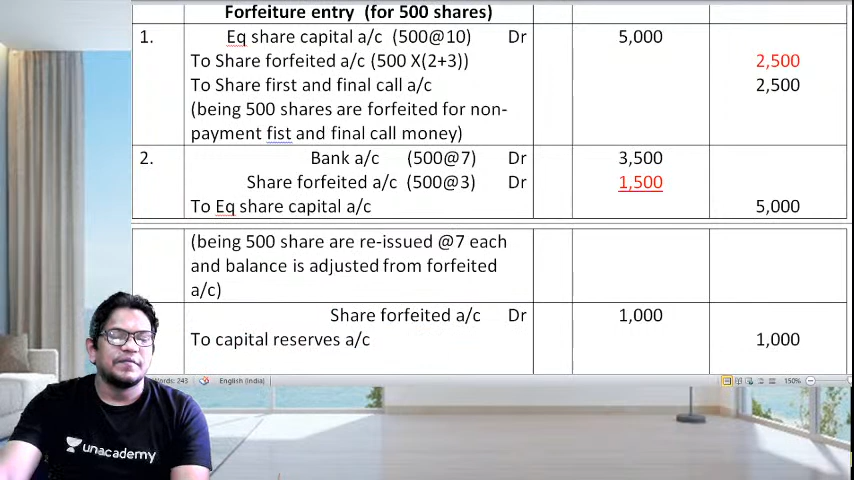 Forfeiture entry (for 500 shares)
1. Eq share capital a/c (500@10) Dr 5,000
To Share forfeited a/c (500 X(2+3)) 2,500
To Share first and final call a/c 2,500
(being 500 shares are forfeited for non-
payment fist and final call money)
2. Bank a/c (500@7) Dr 3,500
Share forfeited a/c (500@3) Dr 1,500
To Eq share capital a/c 5,000
(being 500 share are re-issued @7 each
and balance is adjusted from forfeited
a/c)
Share forfeited a/c Dr 1,000
To capital reserves a/c 1,000
Words: 243 English (India) 150%
unacademy